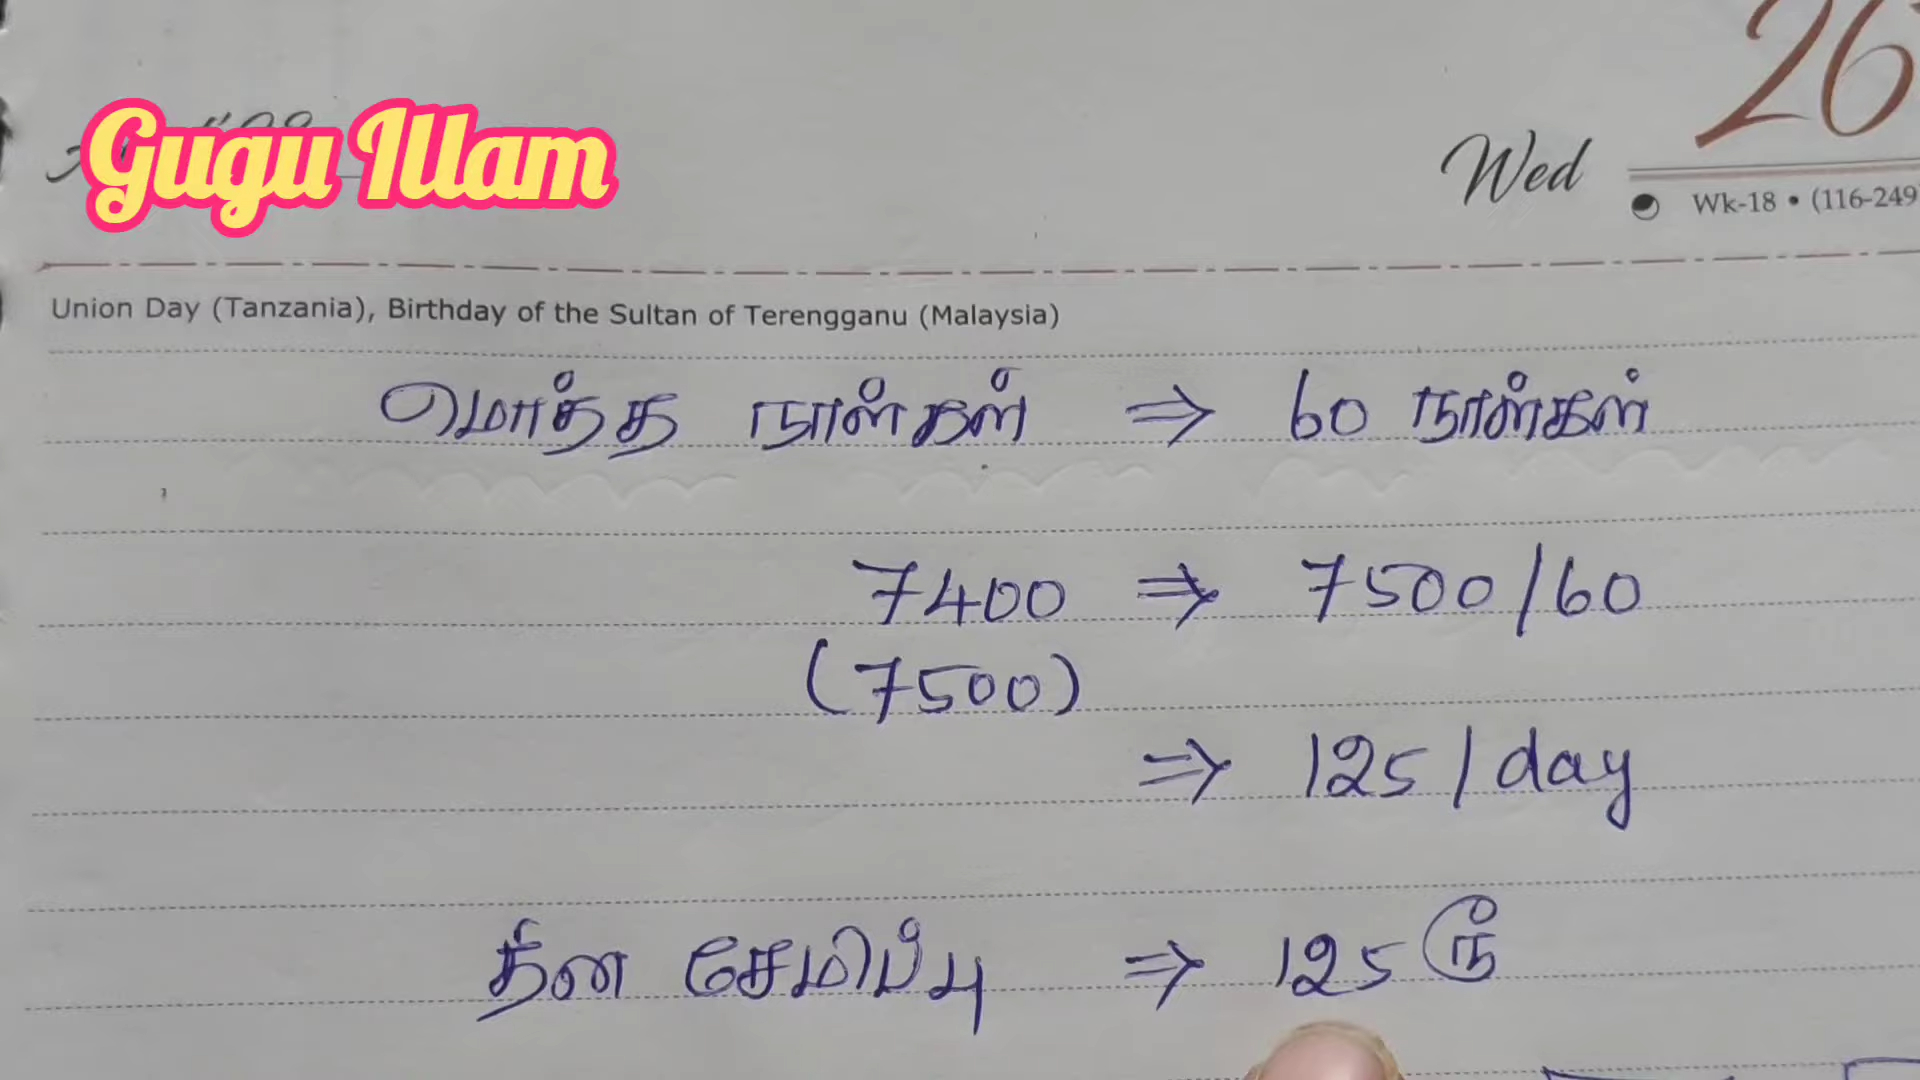 Gugu Illam
26
Wed
Wk-18 • (116-249
Union Day (Tanzania), Birthday of the Sultan of Terengganu (Malaysia)
மொத்த நாள்கள் ⇒ 60 நாள்கள்
7400 ⇒ 7500/60
(7500)
⇒ 125/day
தின சேமிப்பு ⇒ 125 ரூ